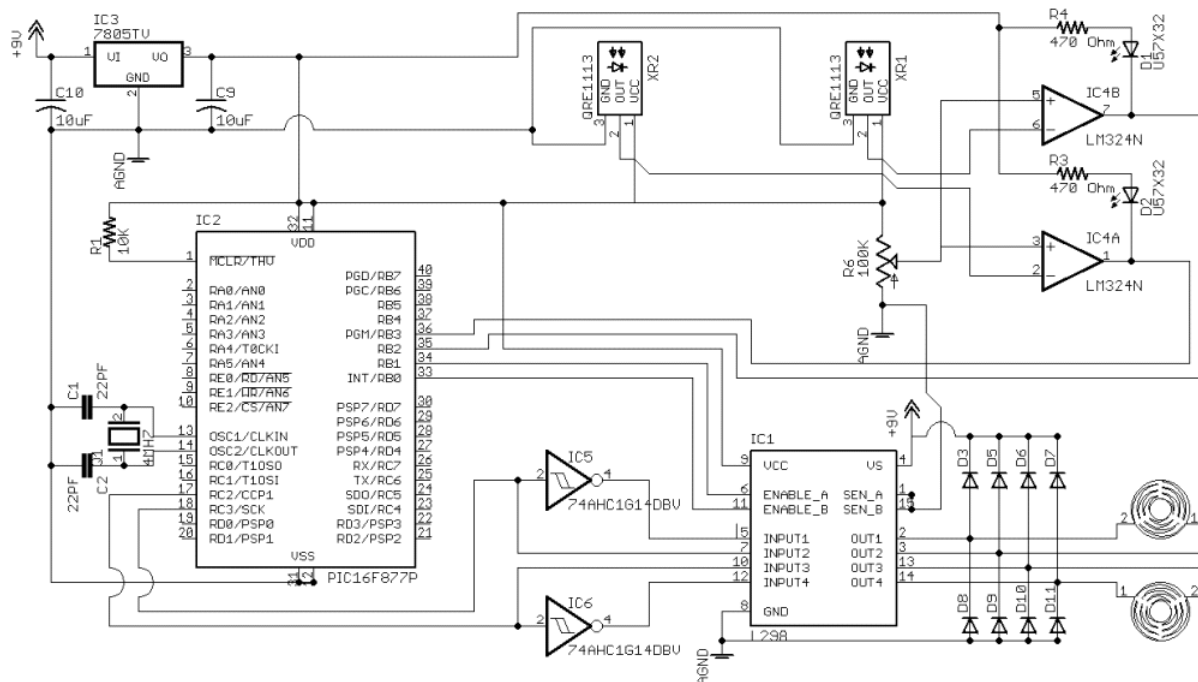 IC3
7805TV
+9V
1 VI VO 3
GND
2
C10
10uF
C9
10uF
AGND
XR2
QRE1113
GND
OUT
VCC
3 2 1
XR1
QRE1113
GND
OUT
VCC
3 2 1
R4
470 Ohm
D1
U57X32
IC4B
5 +
6 -
7
LM324N
R3
470 Ohm
D2
U57X32
IC4A
3 +
2 -
1
LM324N
R6
100K
AGND
R1
10K
IC2
32 11
VDD
1 MCLR/THV
2 RA0/AN0
3 RA1/AN1
4 RA2/AN2
5 RA3/AN3
6 RA4/T0CKI
7 RA5/AN4
8 RE0/RD/AN5
9 RE1/WR/AN6
10 RE2/CS/AN7
13 OSC1/CLKIN
14 OSC2/CLKOUT
15 RC0/T1OSO
16 RC1/T1OSI
17 RC2/CCP1
18 RC3/SCK
19 RD0/PSP0
20 RD1/PSP1
PGD/RB7 40
PGC/RB6 39
RB5 38
RB4 37
PGM/RB3 36
RB2 35
RB1 34
INT/RB0 33
PSP7/RD7 30
PSP6/RD6 29
PSP5/RD5 28
PSP4/RD4 27
RX/RC7 26
TX/RC6 25
SDO/RC5 24
SDI/RC4 23
RD3/PSP3 22
RD2/PSP2 21
VSS
31 12
PIC16F877P
C1
22PF
2
1
Q1
4MHZ
C2
22PF
IC5
2 4
74AHC1G14DBV
IC6
2 4
74AHC1G14DBV
IC1
9 VCC
6 ENABLE_A
11 ENABLE_B
5 INPUT1
7 INPUT2
10 INPUT3
12 INPUT4
8 GND
VS 4
SEN_A 1
SEN_B 15
OUT1 2
OUT2 3
OUT3 13
OUT4 14
L298
AGND
+9V
D3
D5
D6
D7
D8
D9
D10
D11
2 1
1 2